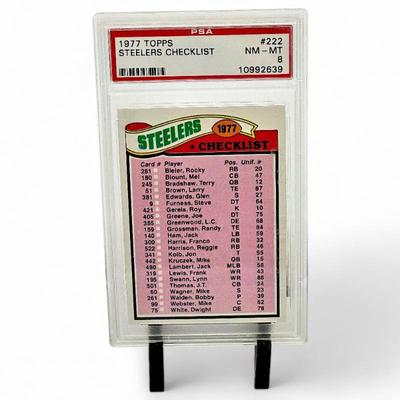 PSA
1977 TOPPS #222
STEELERS CHECKLIST NM-MT
8
10992639
STEELERS 1977
CHECKLIST
Card # Player Pos. Unif. #
281 Bleier, Rocky RB 20
180 Blount, Mel CB 47
245 Bradshaw, Terry QB 12
51 Brown, Larry TE 87
381 Edwards, Glen S 27
9 Furness, Steve DT 64
421 Gerela, Roy K 10
405 Greene, Joe DT 75
355 Greenwood, L.C. DE 68
159 Grossman, Randy TE 84
140 Ham, Jack LB 59
300 Harris, Franco RB 32
522 Harrison, Reggie RB 46
341 Kolb, Jon T 55
442 Kruczek, Mike QB 15
480 Lambert, Jack MLB 58
319 Lewis, Frank WR 43
195 Swann, Lynn WR 88
501 Thomas, J.T. CB 24
60 Wagner, Mike S 23
261 Walden, Bobby P 39
99 Webster, Mike C 52
75 White, Dwight DE 78